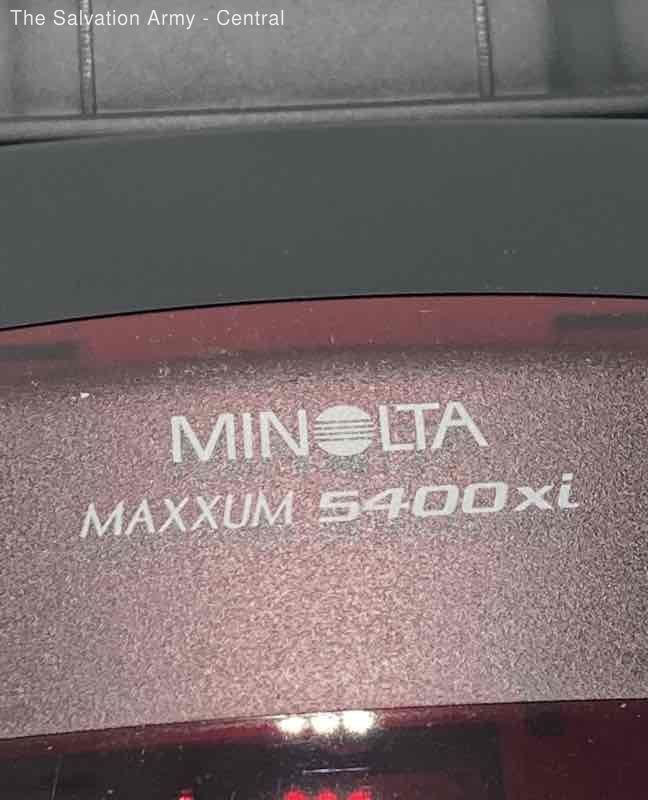 The Salvation Army - Central
MINOLTA
MAXXUM 5400xi